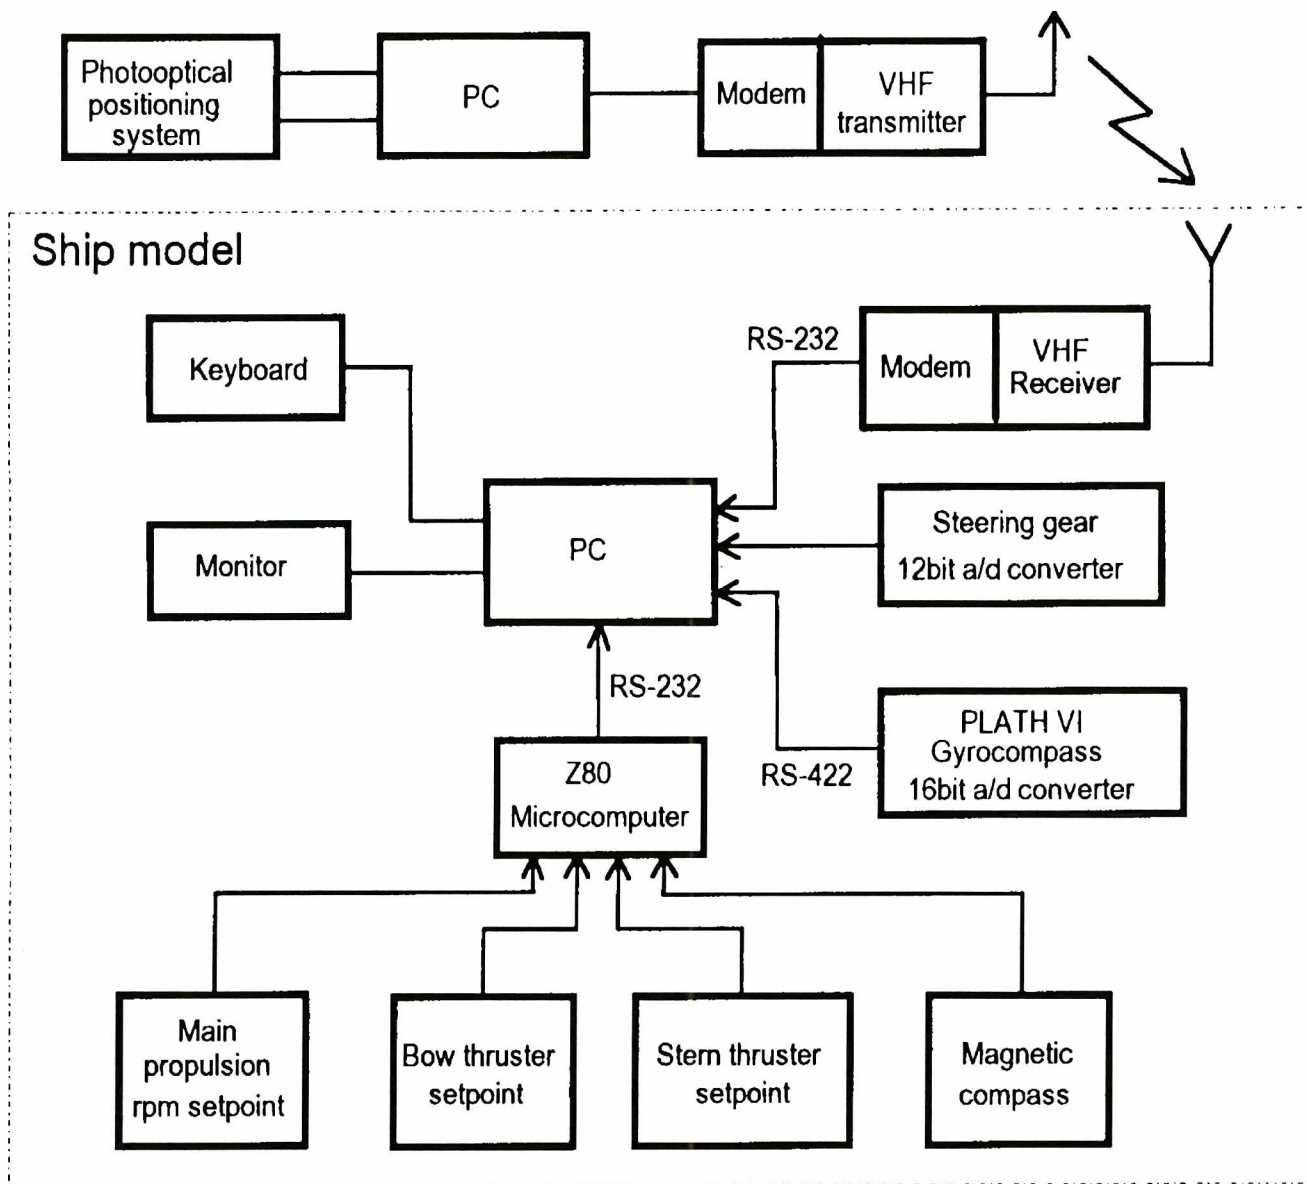 Photooptical
positioning
system
PC
Modem
VHF
transmitter
Ship model
Keyboard
RS-232
Modem
VHF
Receiver
Monitor
PC
Steering gear
12bit a/d converter
RS-232
PLATH VI
Gyrocompass
16bit a/d converter
RS-422
Z80
Microcomputer
Main
propulsion
rpm setpoint
Bow thruster
setpoint
Stern thruster
setpoint
Magnetic
compass